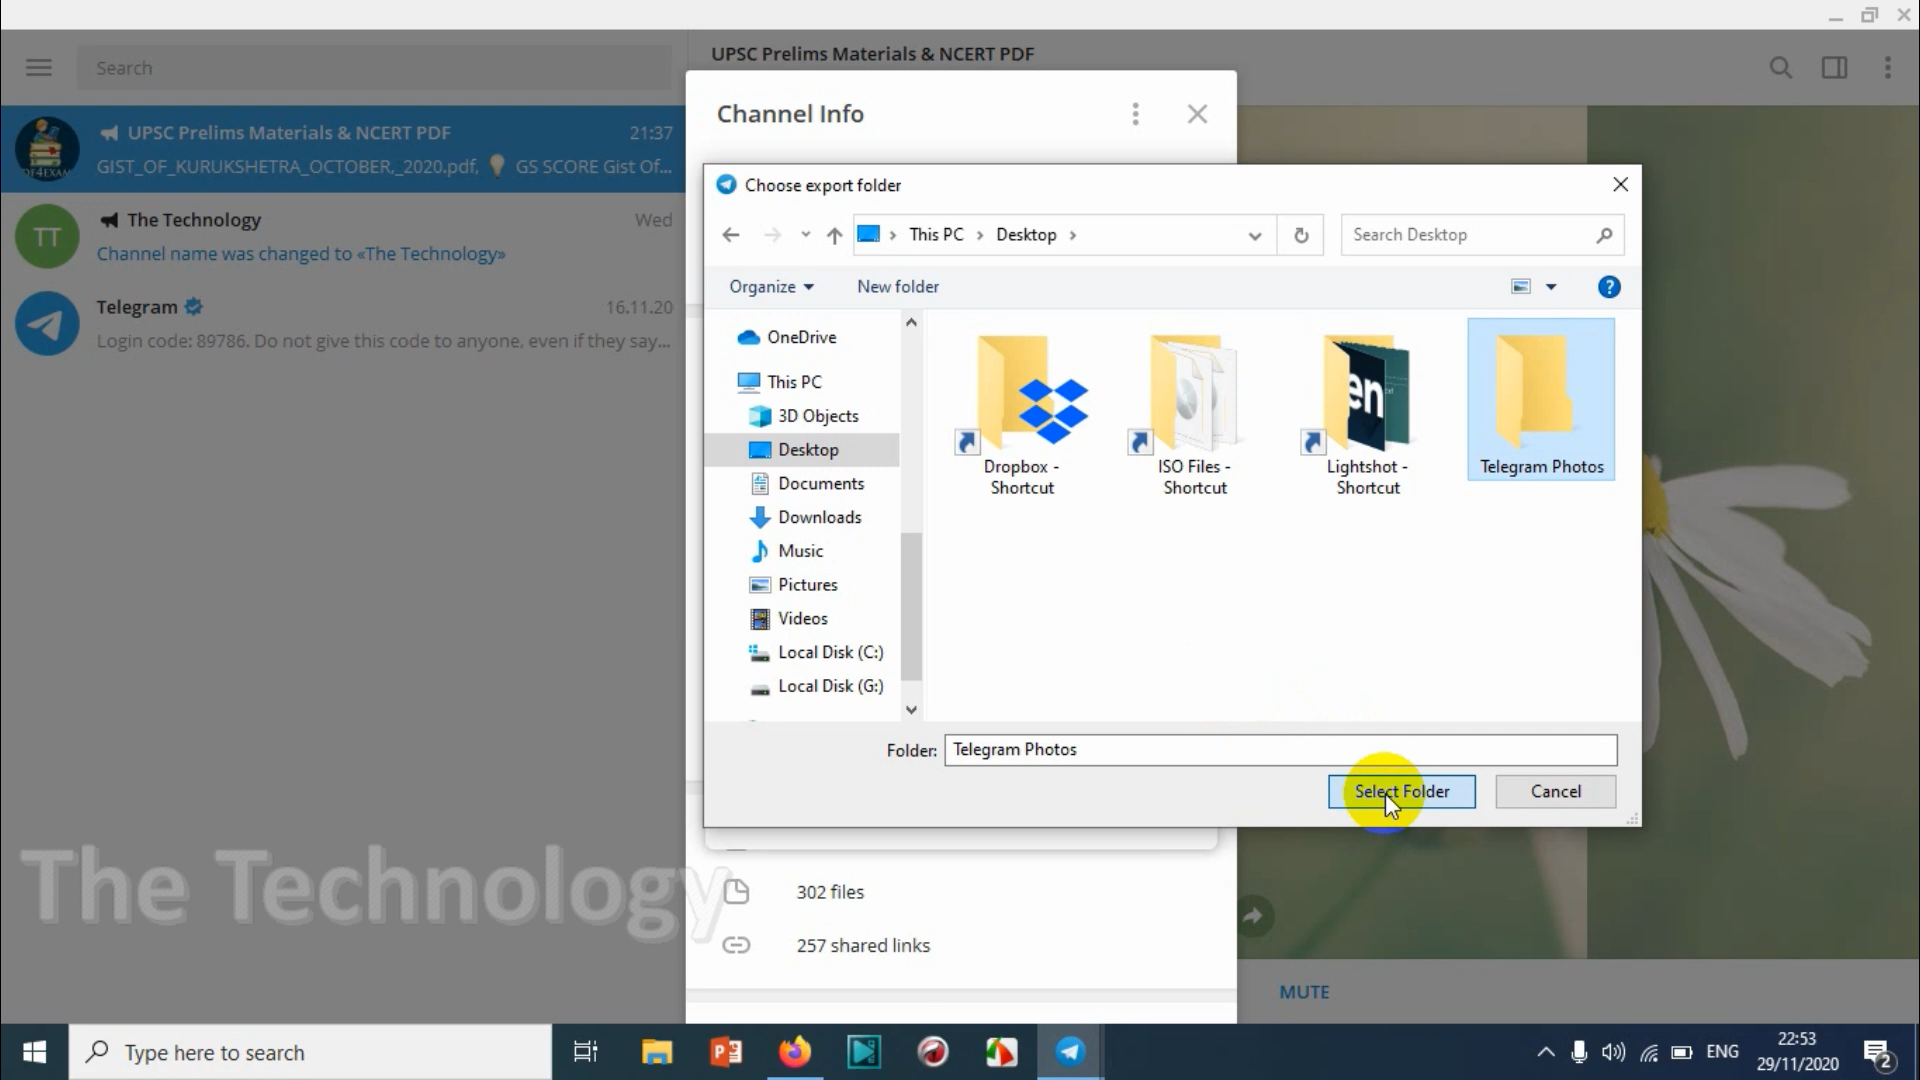 Search
UPSC Prelims Materials & NCERT PDF
UPSC Prelims Materials & NCERT PDF 21:37
GIST_OF_KURUKSHETRA_OCTOBER,_2020.pdf, 💡 GS SCORE Gist Of...
TT
The Technology Wed
Channel name was changed to «The Technology»
Telegram 16.11.20
Login code: 89786. Do not give this code to anyone, even if they say...
Channel Info
Choose export folder
This PC > Desktop >
Search Desktop
Organize
New folder
?
OneDrive
This PC
3D Objects
Desktop
Documents
Downloads
Music
Pictures
Videos
Local Disk (C:)
Local Disk (G:)
Dropbox -
Shortcut
ISO Files -
Shortcut
en
Lightshot -
Shortcut
Telegram Photos
Folder: Telegram Photos
Select Folder
Cancel
302 files
257 shared links
The Technology
MUTE
Type here to search
ENG
22:53
29/11/2020
2